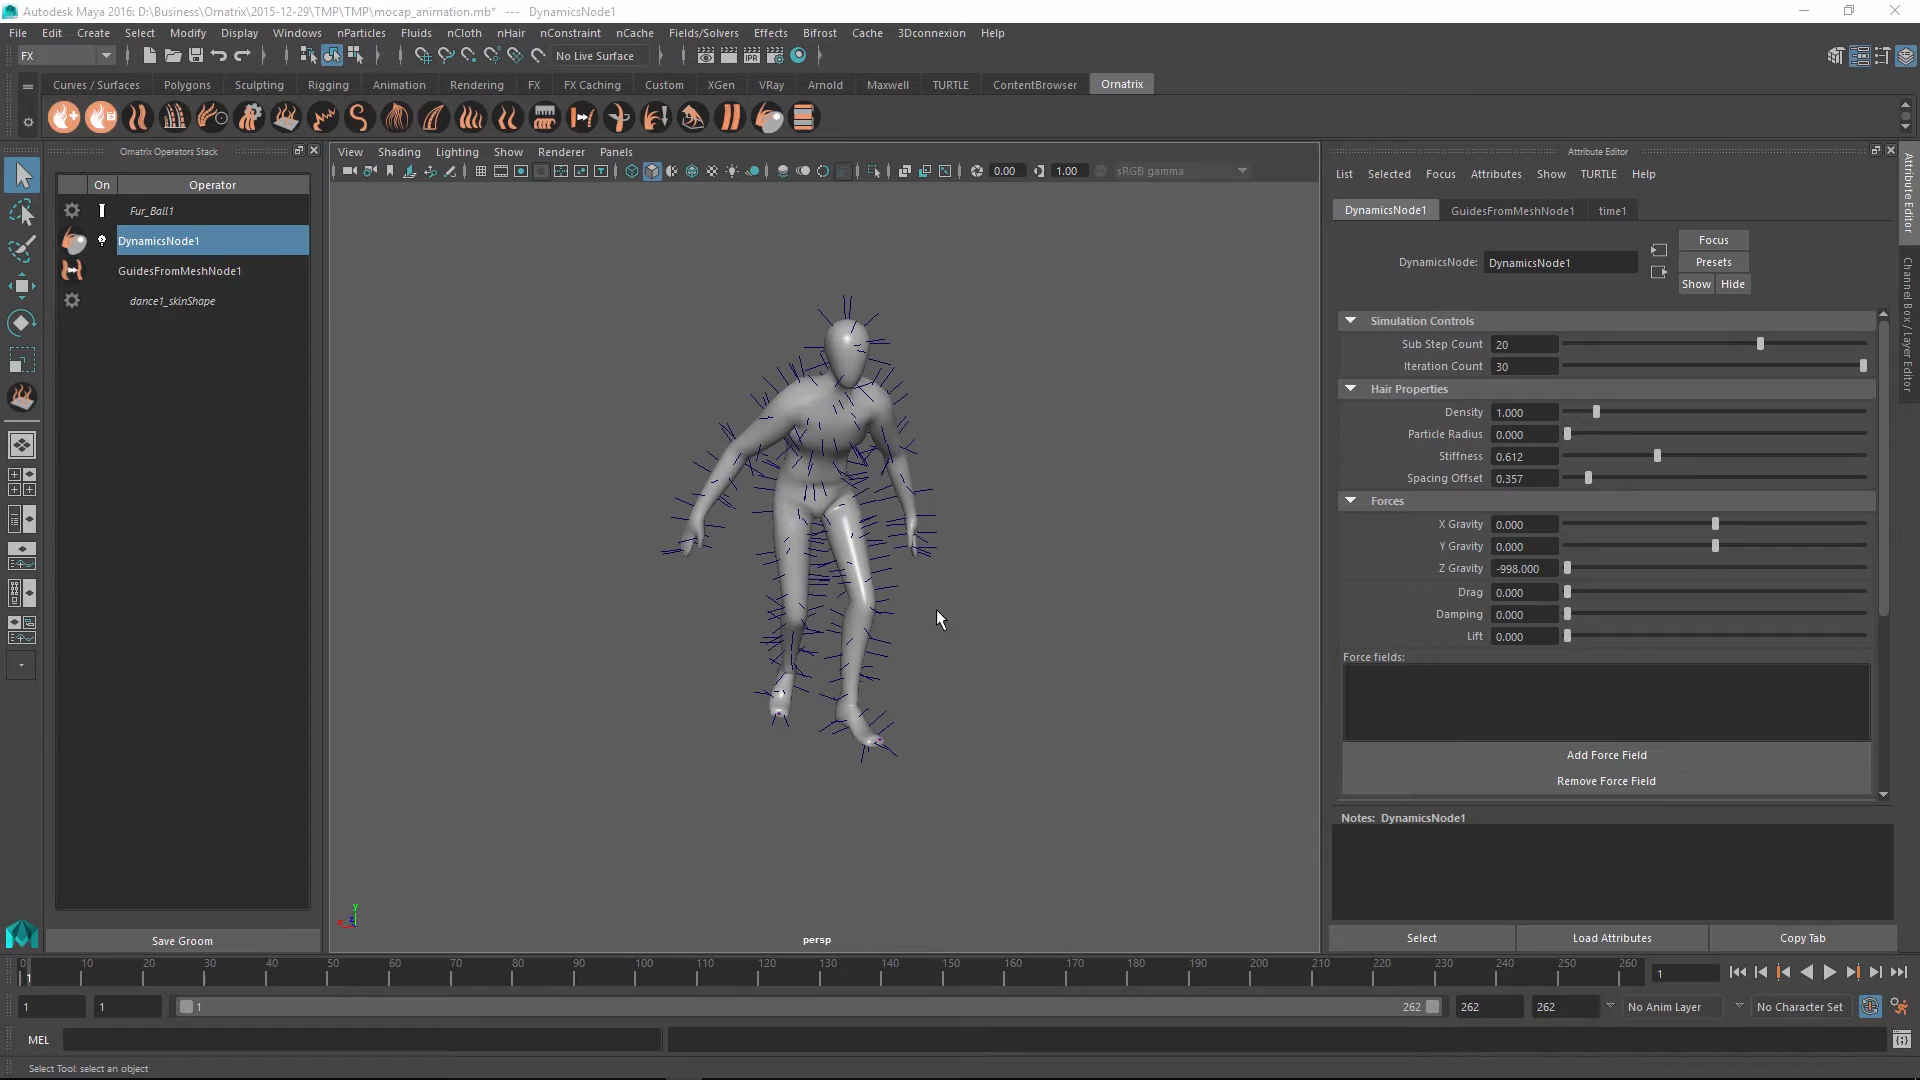 Autodesk Maya 2016: D:\Business\Ornatrix\2015-12-29\TMP\TMP\mocap_animation.mb* --- DynamicsNode1
File Edit Create Select Modify Display Windows nParticles Fluids nCloth nHair nConstraint nCache Fields/Solvers Effects Bifrost Cache 3Dconnexion Help
FX No Live Surface
Curves / Surfaces Polygons Sculpting Rigging Animation Rendering FX FX Caching Custom XGen VRay Arnold Maxwell TURTLE ContentBrowser Ornatrix
Ornatrix Operators Stack
On Operator
Fur_Ball1
DynamicsNode1
GuidesFromMeshNode1
dance1_skinShape
Save Groom
View Shading Lighting Show Renderer Panels
IPR
0.00 1.00 sRGB gamma
y
x z
persp
Attribute Editor
List Selected Focus Attributes Show TURTLE Help
DynamicsNode1 GuidesFromMeshNode1 time1
DynamicsNode: DynamicsNode1
Focus
Presets
Show Hide
Simulation Controls
Sub Step Count 20
Iteration Count 30
Hair Properties
Density 1.000
Particle Radius 0.000
Stiffness 0.612
Spacing Offset 0.357
Forces
X Gravity 0.000
Y Gravity 0.000
Z Gravity -998.000
Drag 0.000
Damping 0.000
Lift 0.000
Force fields:
Add Force Field
Remove Force Field
Notes: DynamicsNode1
Select Load Attributes Copy Tab
Attribute Editor
Channel Box / Layer Editor
0 10 20 30 40 50 60 70 80 90 100 110 120 130 140 150 160 170 180 190 200 210 220 230 240 250 260
1
1
1 1 1 262 262 262 No Anim Layer No Character Set
MEL
Select Tool: select an object